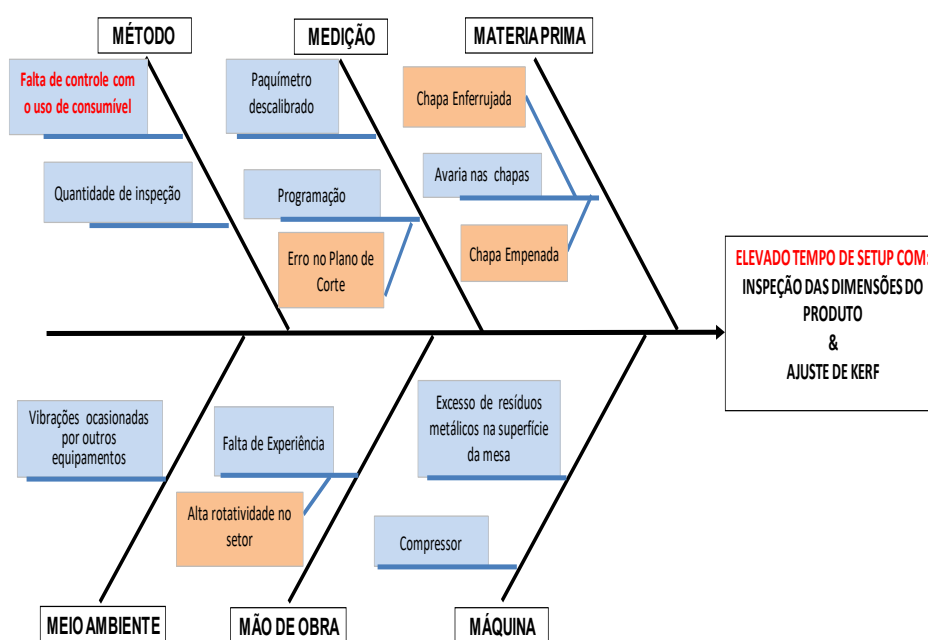 MÉTODO
MEDIÇÃO
MATERIA PRIMA
Falta de controle com
o uso de consumível
Paquímetro
descalibrado
Chapa Enferrujada
Quantidade de inspeção
Programação
Avaria nas chapas
Erro no Plano de
Corte
Chapa Empenada
ELEVADO TEMPO DE SETUP COM:
INSPEÇÃO DAS DIMENSÕES DO
PRODUTO
&
AJUSTE DE KERF
Vibrações ocasionadas
por outros
equipamentos
Falta de Experiência
Excesso de resíduos
metálicos na superfície
da mesa
Alta rotatividade no
setor
Compressor
MEIO AMBIENTE
MÃO DE OBRA
MÁQUINA